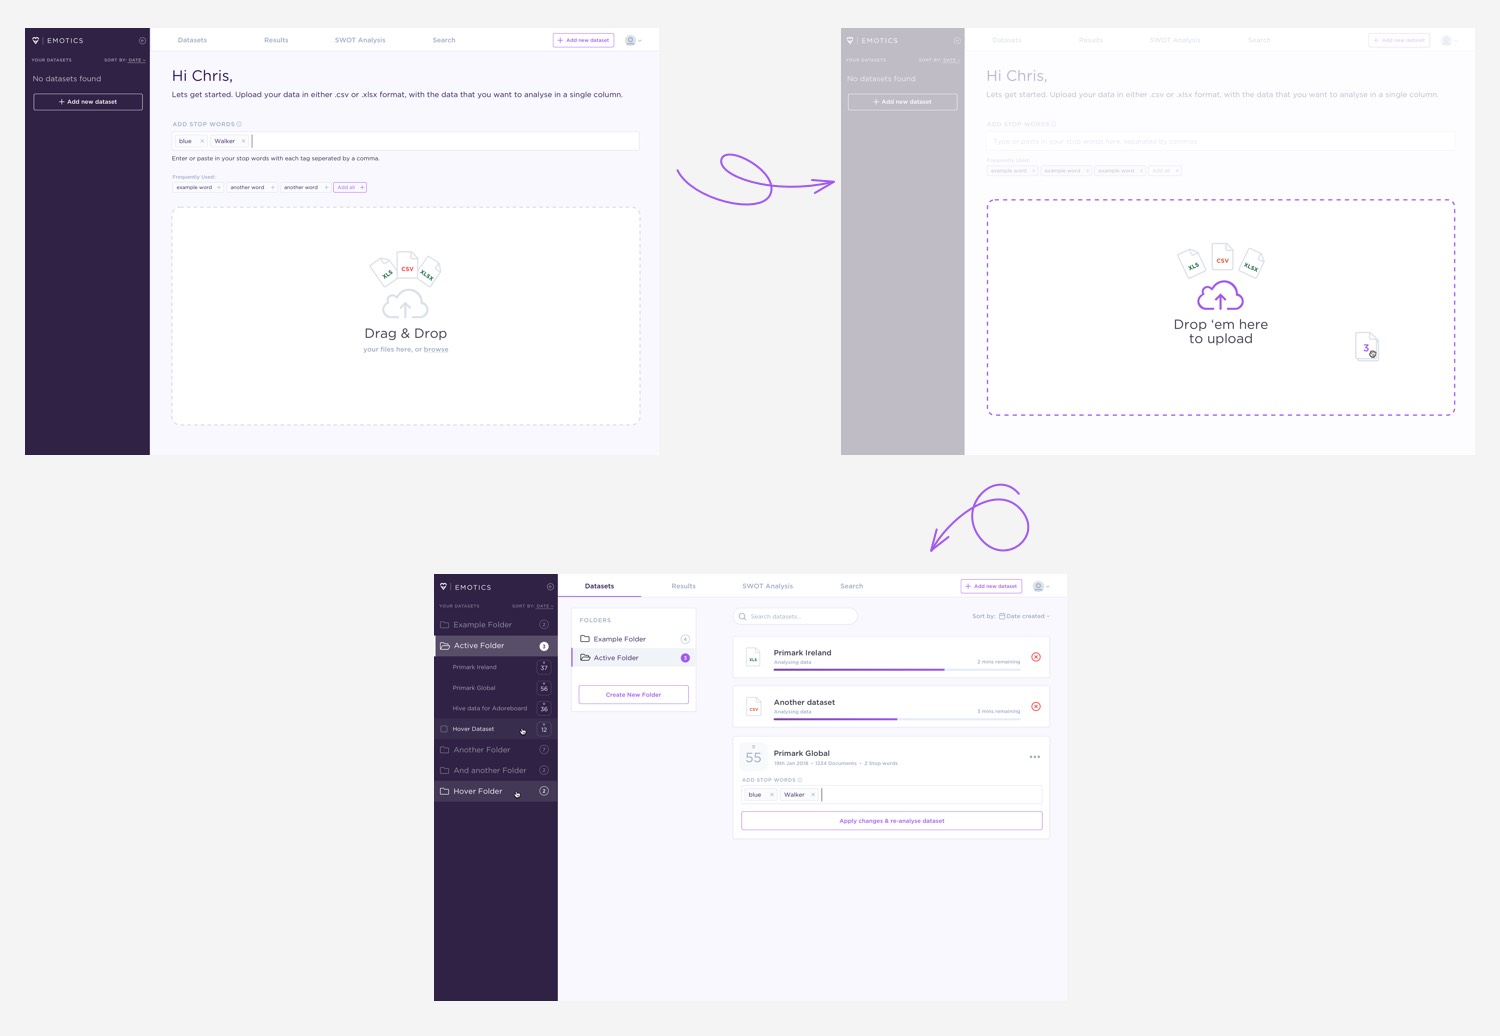 EMOTICS
Datasets
Results
SWOT Analysis
Search
+ Add new dataset
YOUR DATASETS
SORT BY: DATE
No datasets found
+ Add new dataset
Hi Chris,
Lets get started. Upload your data in either .csv or .xlsx format, with the data that you want to analyse in a single column.
ADD STOP WORDS
blue × Walker ×
Enter or paste in your stop words with each tag seperated by a comma.
Frequently Used:
example word + another word + another word + Add all +
XLS CSV XLSX
Drag & Drop
your files here, or browse
EMOTICS
Datasets
Results
SWOT Analysis
Search
+ Add new dataset
YOUR DATASETS
SORT BY: DATE
No datasets found
+ Add new dataset
Hi Chris,
Lets get started. Upload your data in either .csv or .xlsx format, with the data that you want to analyse in a single column.
ADD STOP WORDS
Type or paste in your stop words here, seperated by commas
Frequently Used:
example word + example word + example word Add all +
XLS CSV XLSX
Drop ‘em here
to upload
3
EMOTICS
Datasets
Results
SWOT Analysis
Search
+ Add new dataset
YOUR DATASETS
SORT BY: DATE
Example Folder 2
Active Folder 3
Primark Ireland 37
Primark Global 56
Hive data for Adoreboard 36
Hover Dataset 12
Another Folder 7
And another Folder
Hover Folder 2
FOLDERS
Example Folder 4
Active Folder 3
Create New Folder
Search datasets...
Sort by: Date created
XLS
Primark Ireland
Analysing data
2 mins remaining
CSV
Another dataset
Analysing data
3 mins remaining
55
Primark Global
19th Jan 2018 • 1234 Documents • 2 Stop words
ADD STOP WORDS
blue × Walker ×
Apply changes & re-analyse dataset